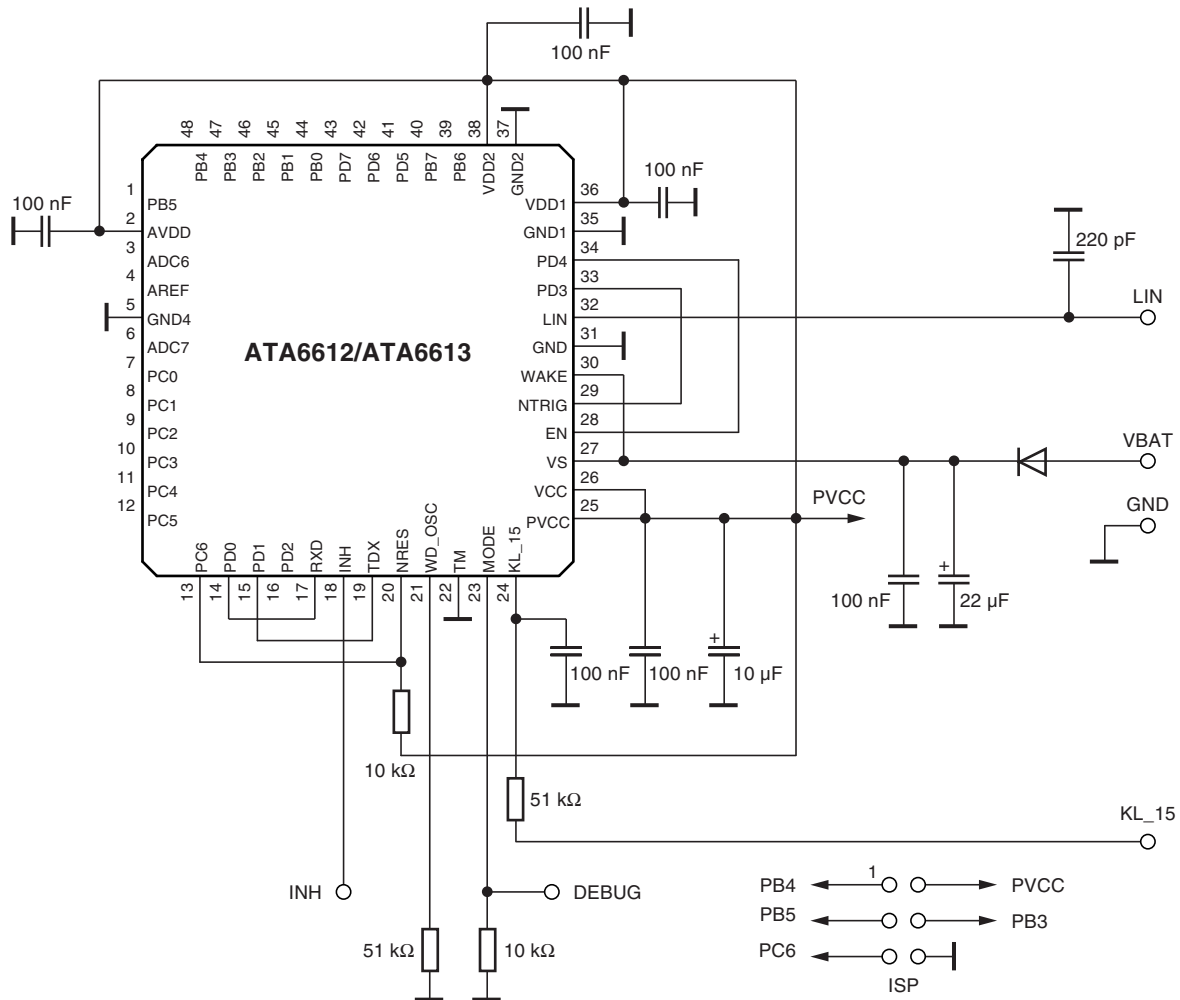 100 nF
48 47 46 45 44 43 42 41 40 39 38 37
PB4 PB3 PB2 PB1 PB0 PD7 PD6 PD5 PB7 PB6 VDD2 GND2
100 nF
1 PB5
2 AVDD
3 ADC6
4 AREF
5 GND4
6 ADC7
7 PC0
8 PC1
9 PC2
10 PC3
11 PC4
12 PC5
ATA6612/ATA6613
100 nF
36 VDD1
35 GND1
34 PD4
33 PD3
32 LIN
31 GND
30 WAKE
29 NTRIG
28 EN
27 VS
26 VCC
25 PVCC
220 pF
LIN
VBAT
GND
PVCC
PC6 PD0 PD1 PD2 RXD INH TDX NRES WD_OSC TM MODE KL_15
13 14 15 16 17 18 19 20 21 22 23 24
100 nF
+
22 µF
100 nF
100 nF
+
10 µF
10 kΩ
51 kΩ
KL_15
INH
DEBUG
51 kΩ
10 kΩ
PB4 1 PVCC
PB5 PB3
PC6
ISP